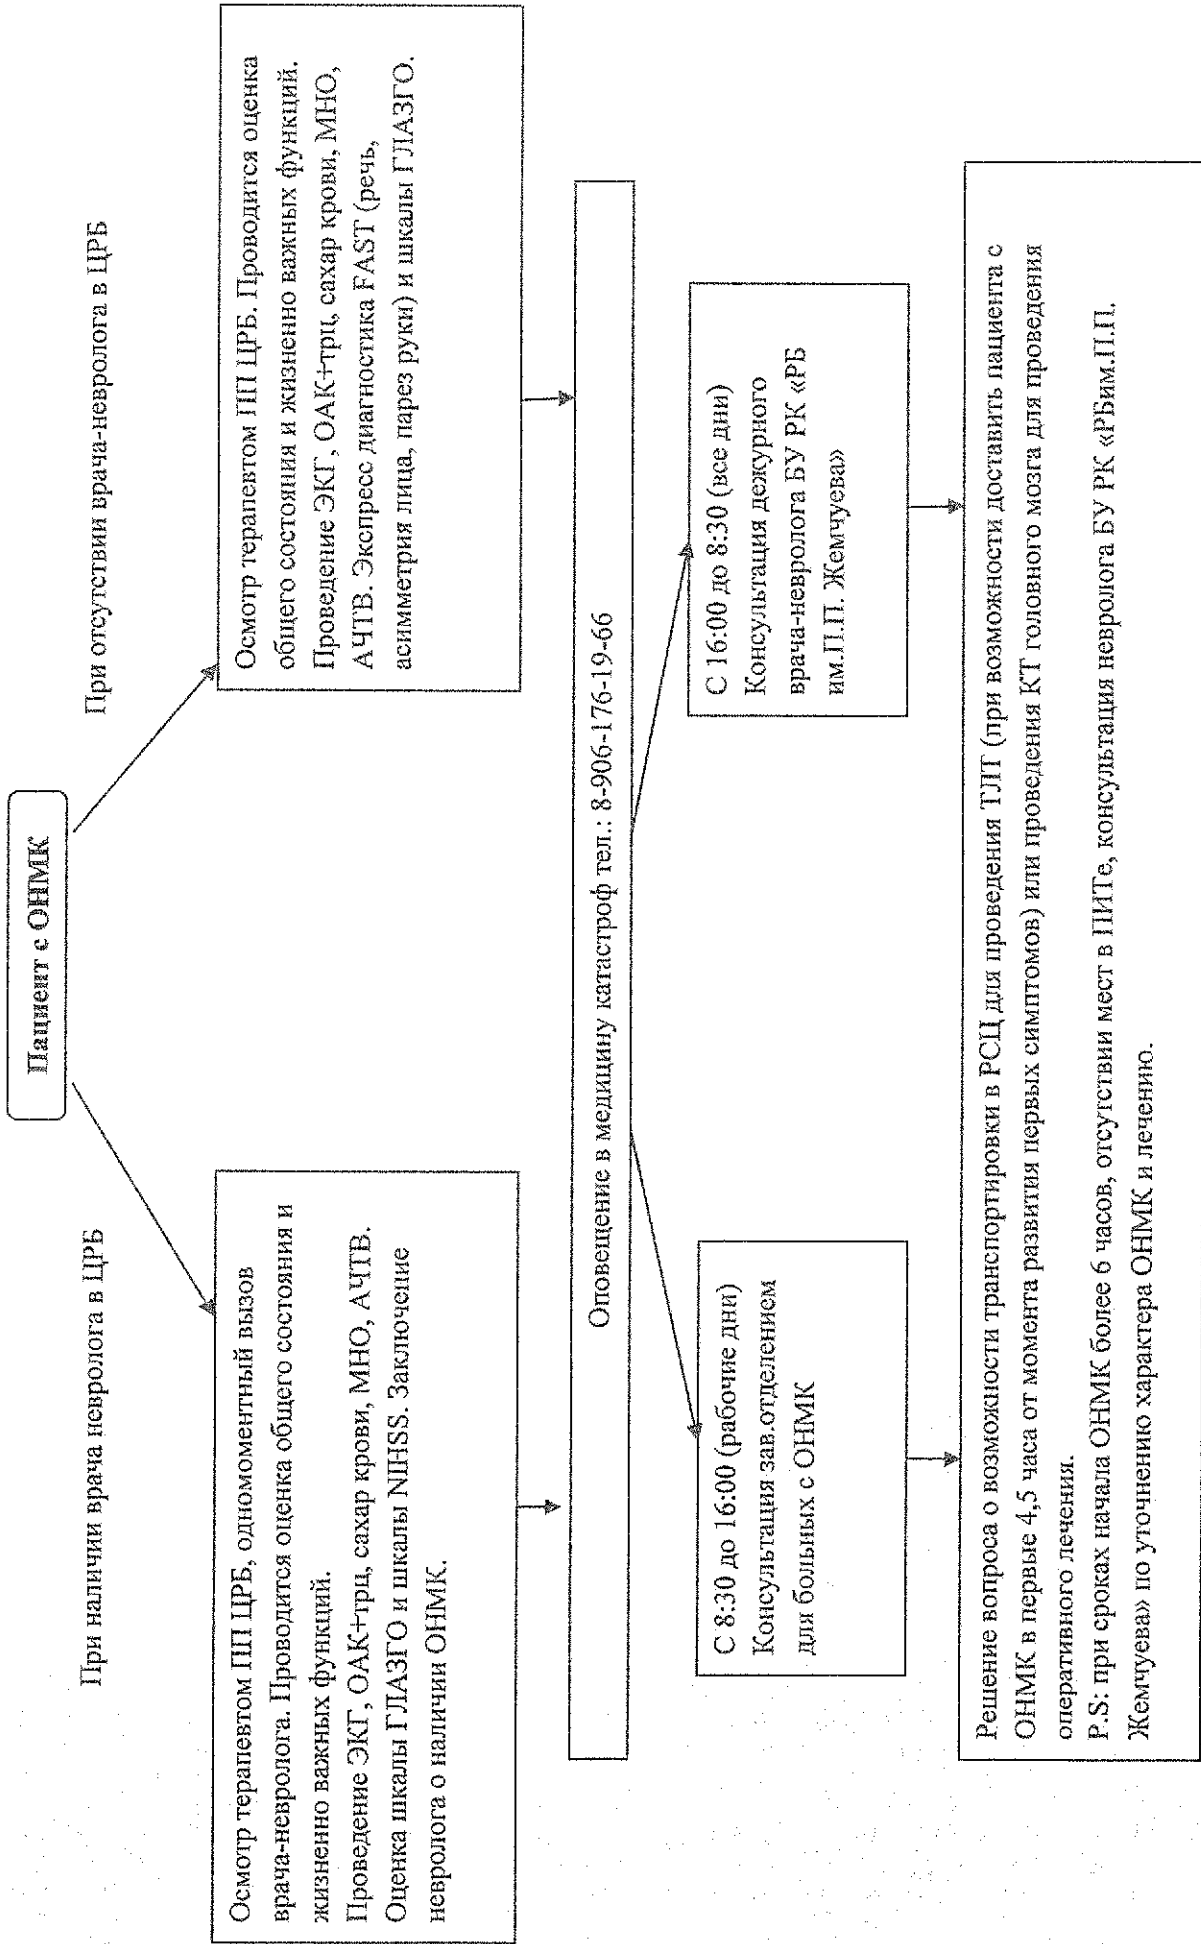 Пациент с ОНМК
При наличии врача невролога в ЦРБ
При отсутствии врача-невролога в ЦРБ
Осмотр терапевтом ПП ЦРБ, одномоментный вызов
врача-невролога. Проводится оценка общего состояния и
жизненно важных функций.
Проведение ЭКГ, ОАК+трц, сахар крови, МНО, АЧТВ.
Оценка шкалы ГЛАЗГО и шкалы NIHSS. Заключение
невролога о наличии ОНМК.
Осмотр терапевтом ПП ЦРБ. Проводится оценка
общего состояния и жизненно важных функций.
Проведение ЭКГ, ОАК+трц, сахар крови, МНО,
АЧТВ. Экспресс диагностика FAST (речь,
асимметрия лица, парез руки) и шкалы ГЛАЗГО.
Оповещение в медицину катастроф тел.: 8-906-176-19-66
С 8:30 до 16:00 (рабочие дни)
Консультация зав.отделением
для больных с ОНМК
С 16:00 до 8:30 (все дни)
Консультация дежурного
врача-невролога БУ РК «РБ
им.П.П. Жемчуева»
Решение вопроса о возможности транспортировки в РСЦ для проведения ТЛТ (при возможности доставить пациента с
ОНМК в первые 4,5 часа от момента развития первых симптомов) или проведения КТ головного мозга для проведения
оперативного лечения.
P.S: при сроках начала ОНМК более 6 часов, отсутствии мест в ПИТе, консультация невролога БУ РК «РБим.П.П.
Жемчуева» по уточнению характера ОНМК и лечению.